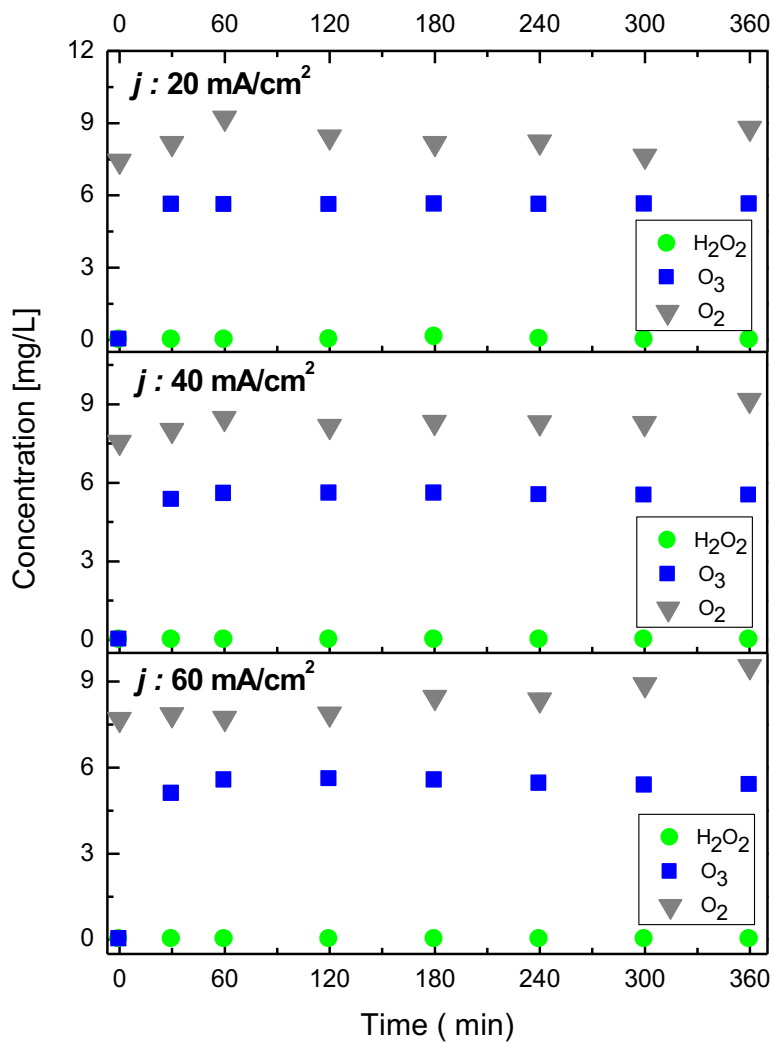 0 60 120 180 240 300 360
12
j : 20 mA/cm²
9
6
3
0
H₂O₂
O₃
O₂
j : 40 mA/cm²
9
6
3
0
H₂O₂
O₃
O₂
j : 60 mA/cm²
9
6
3
0
H₂O₂
O₃
O₂
Concentration [mg/L]
0 60 120 180 240 300 360
Time ( min)